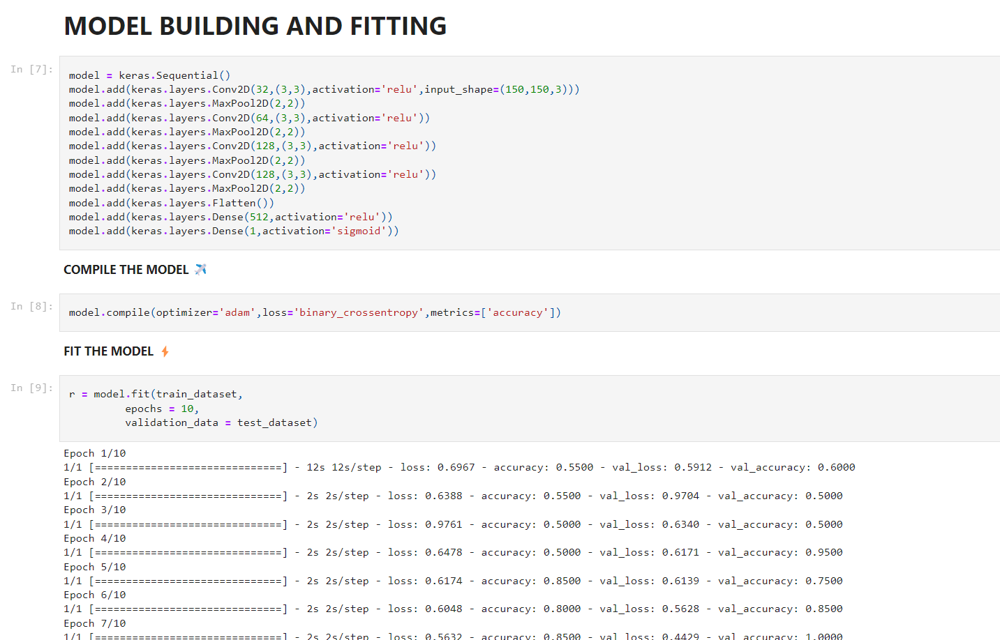 MODEL BUILDING AND FITTING
In [7]:
model = keras.Sequential()
model.add(keras.layers.Conv2D(32,(3,3),activation='relu',input_shape=(150,150,3)))
model.add(keras.layers.MaxPool2D(2,2))
model.add(keras.layers.Conv2D(64,(3,3),activation='relu'))
model.add(keras.layers.MaxPool2D(2,2))
model.add(keras.layers.Conv2D(128,(3,3),activation='relu'))
model.add(keras.layers.MaxPool2D(2,2))
model.add(keras.layers.Conv2D(128,(3,3),activation='relu'))
model.add(keras.layers.MaxPool2D(2,2))
model.add(keras.layers.Flatten())
model.add(keras.layers.Dense(512,activation='relu'))
model.add(keras.layers.Dense(1,activation='sigmoid'))
COMPILE THE MODEL ✈️
In [8]:
model.compile(optimizer='adam',loss='binary_crossentropy',metrics=['accuracy'])
FIT THE MODEL ⚡
In [9]:
r = model.fit(train_dataset,
epochs = 10,
validation_data = test_dataset)
Epoch 1/10
1/1 [==============================] - 12s 12s/step - loss: 0.6967 - accuracy: 0.5500 - val_loss: 0.5912 - val_accuracy: 0.6000
Epoch 2/10
1/1 [==============================] - 2s 2s/step - loss: 0.6388 - accuracy: 0.5500 - val_loss: 0.9704 - val_accuracy: 0.5000
Epoch 3/10
1/1 [==============================] - 2s 2s/step - loss: 0.9761 - accuracy: 0.5000 - val_loss: 0.6340 - val_accuracy: 0.5000
Epoch 4/10
1/1 [==============================] - 2s 2s/step - loss: 0.6478 - accuracy: 0.5000 - val_loss: 0.6171 - val_accuracy: 0.9500
Epoch 5/10
1/1 [==============================] - 2s 2s/step - loss: 0.6174 - accuracy: 0.8500 - val_loss: 0.6139 - val_accuracy: 0.7500
Epoch 6/10
1/1 [==============================] - 2s 2s/step - loss: 0.6048 - accuracy: 0.8000 - val_loss: 0.5628 - val_accuracy: 0.8500
Epoch 7/10
1/1 [==============================] - 2s 2s/step - loss: 0.5632 - accuracy: 0.8500 - val_loss: 0.4429 - val_accuracy: 1.0000